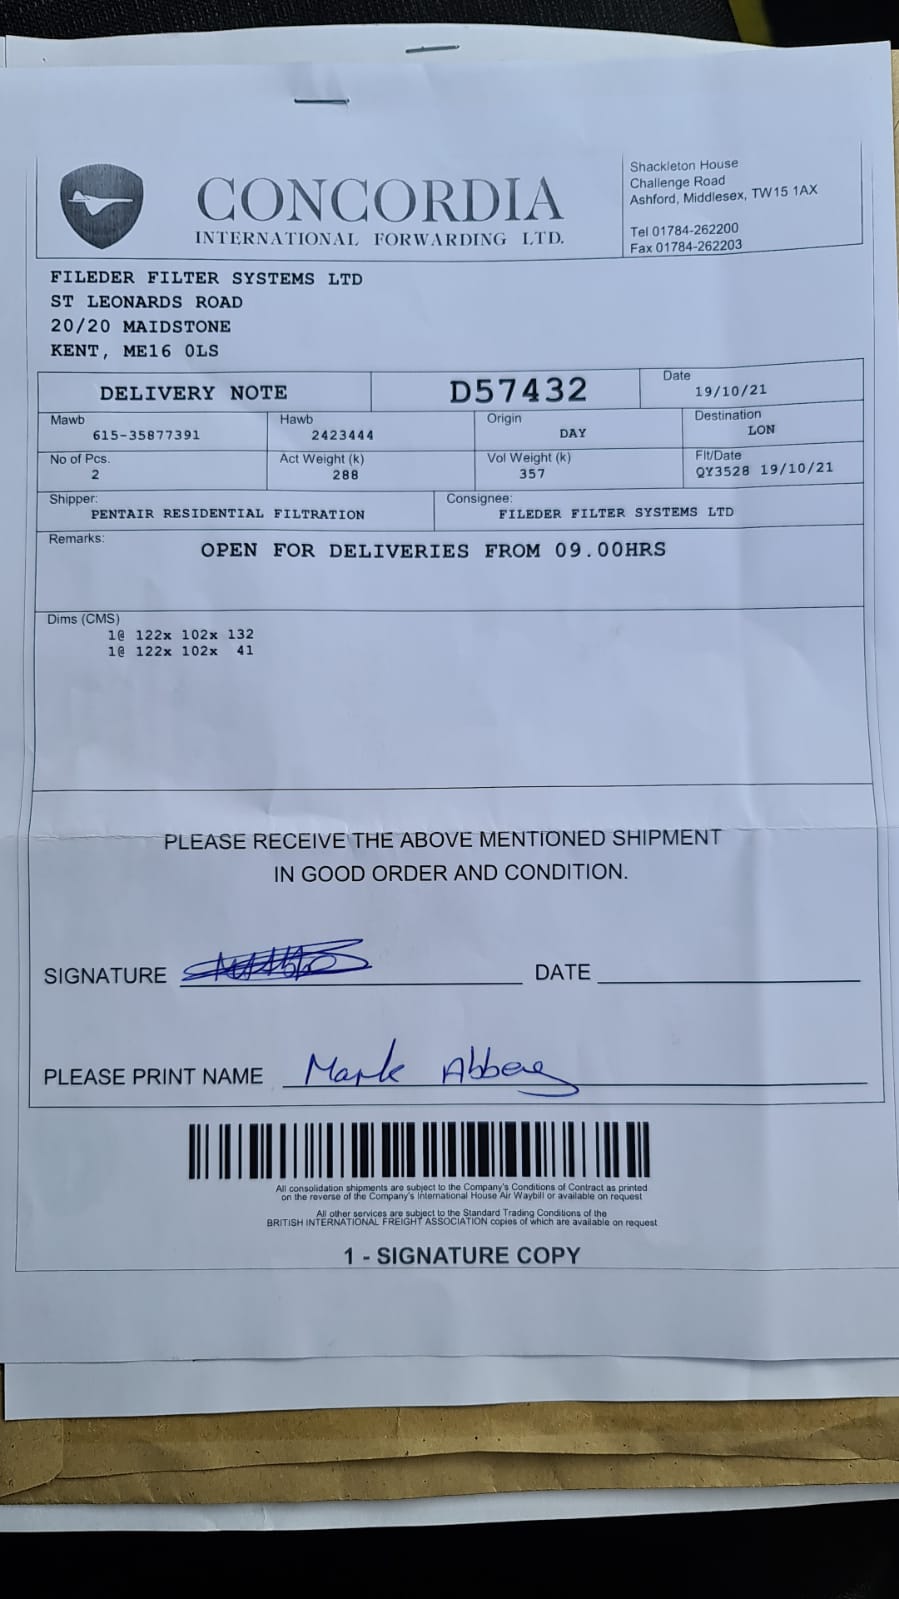 CONCORDIA
INTERNATIONAL FORWARDING LTD.
Shackleton House
Challenge Road
Ashford, Middlesex, TW15 1AX
Tel 01784-262200
Fax 01784-262203
FILEDER FILTER SYSTEMS LTD
ST LEONARDS ROAD
20/20 MAIDSTONE
KENT, ME16 0LS
DELIVERY NOTE D57432 Date 19/10/21
Mawb Hawb Origin Destination
615-35877391 2423444 DAY LON
No of Pcs. Act Weight (k) Vol Weight (k) Flt/Date
2 288 357 QY3528 19/10/21
Shipper: Consignee:
PENTAIR RESIDENTIAL FILTRATION FILEDER FILTER SYSTEMS LTD
Remarks:
OPEN FOR DELIVERIES FROM 09.00HRS
Dims (CMS)
1@ 122x 102x 132
1@ 122x 102x 41
PLEASE RECEIVE THE ABOVE MENTIONED SHIPMENT
IN GOOD ORDER AND CONDITION.
SIGNATURE DATE
PLEASE PRINT NAME Mark
All consolidation shipments are subject to the Company's Conditions of Contract as printed
on the reverse of the Company's International House Air Waybill or available on request
All other services are subject to the Standard Trading Conditions of the
BRITISH INTERNATIONAL FREIGHT ASSOCIATION copies of which are available on request
1 - SIGNATURE COPY